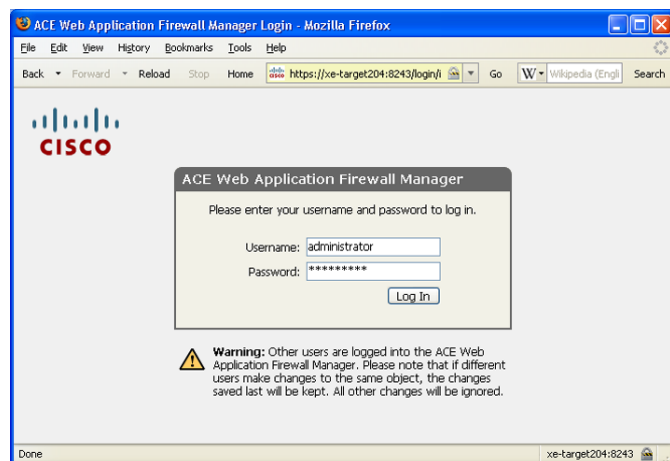 ACE Web Application Firewall Manager Login - Mozilla Firefox
File Edit View History Bookmarks Tools Help
Back Forward Reload Stop Home https://xe-target204:8243/login/i Go W Wikipedia (Engli Search
CISCO
ACE Web Application Firewall Manager
Please enter your username and password to log in.
Username: administrator
Password: *********
Log In
Warning: Other users are logged into the ACE Web
Application Firewall Manager. Please note that if different
users make changes to the same object, the changes
saved last will be kept. All other changes will be ignored.
Done xe-target204:8243